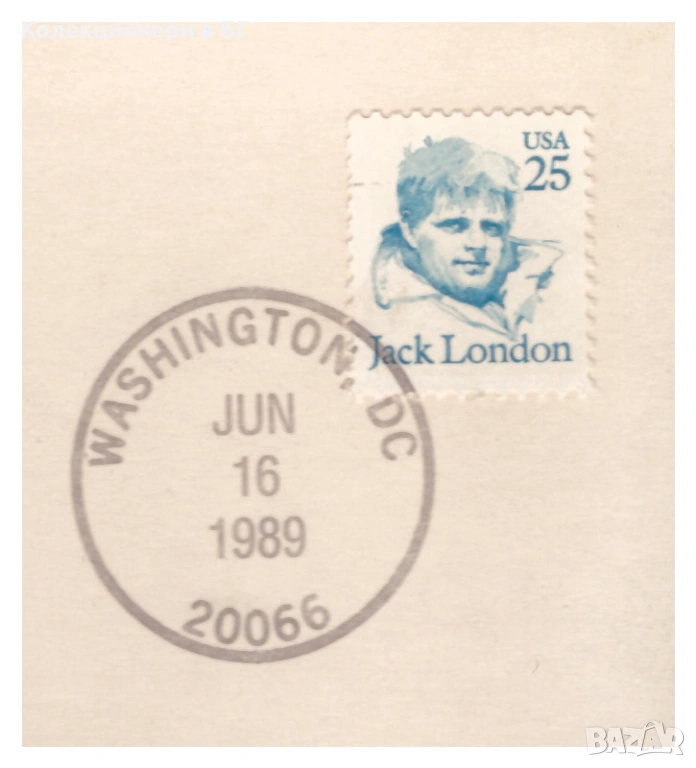 Колекционери в БГ
USA
25
Jack London
WASHINGTON, DC
JUN
16
1989
20066
BAZAR